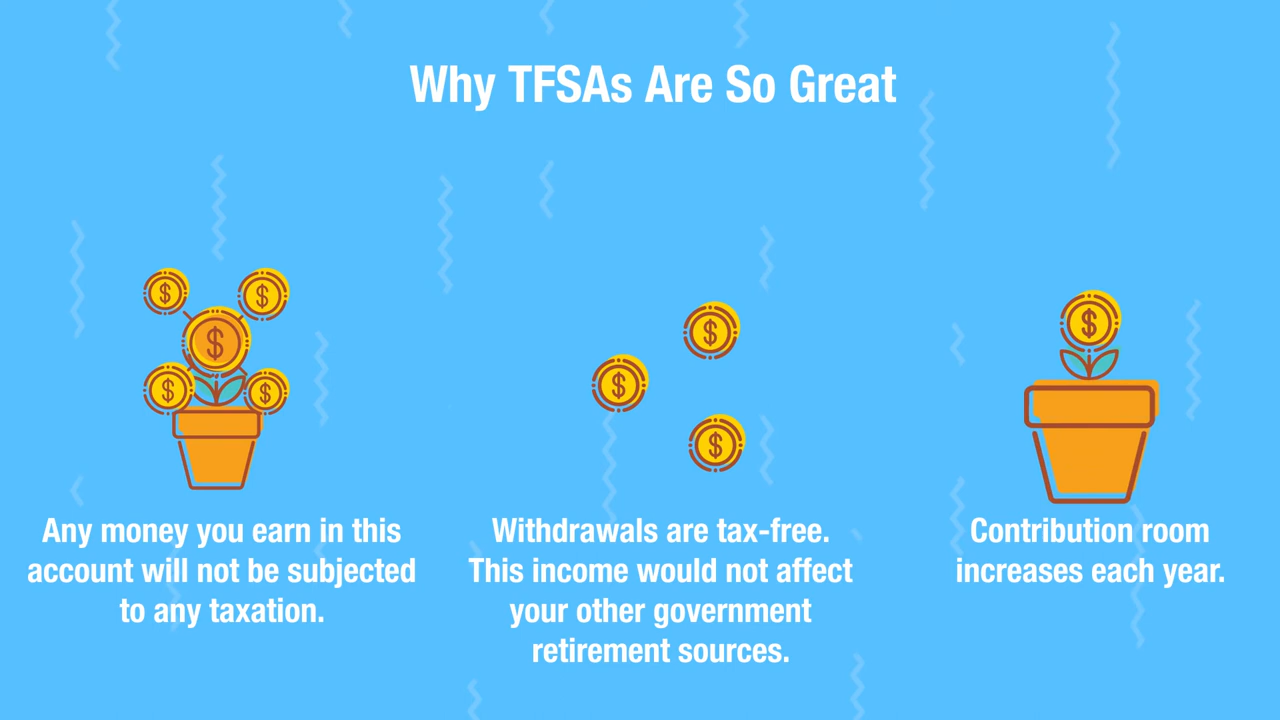 Why TFSAs Are So Great
$ $
$
$ $
Any money you earn in this
account will not be subjected
to any taxation.
$
$
$
Withdrawals are tax-free.
This income would not affect
your other government
retirement sources.
$
Contribution room
increases each year.